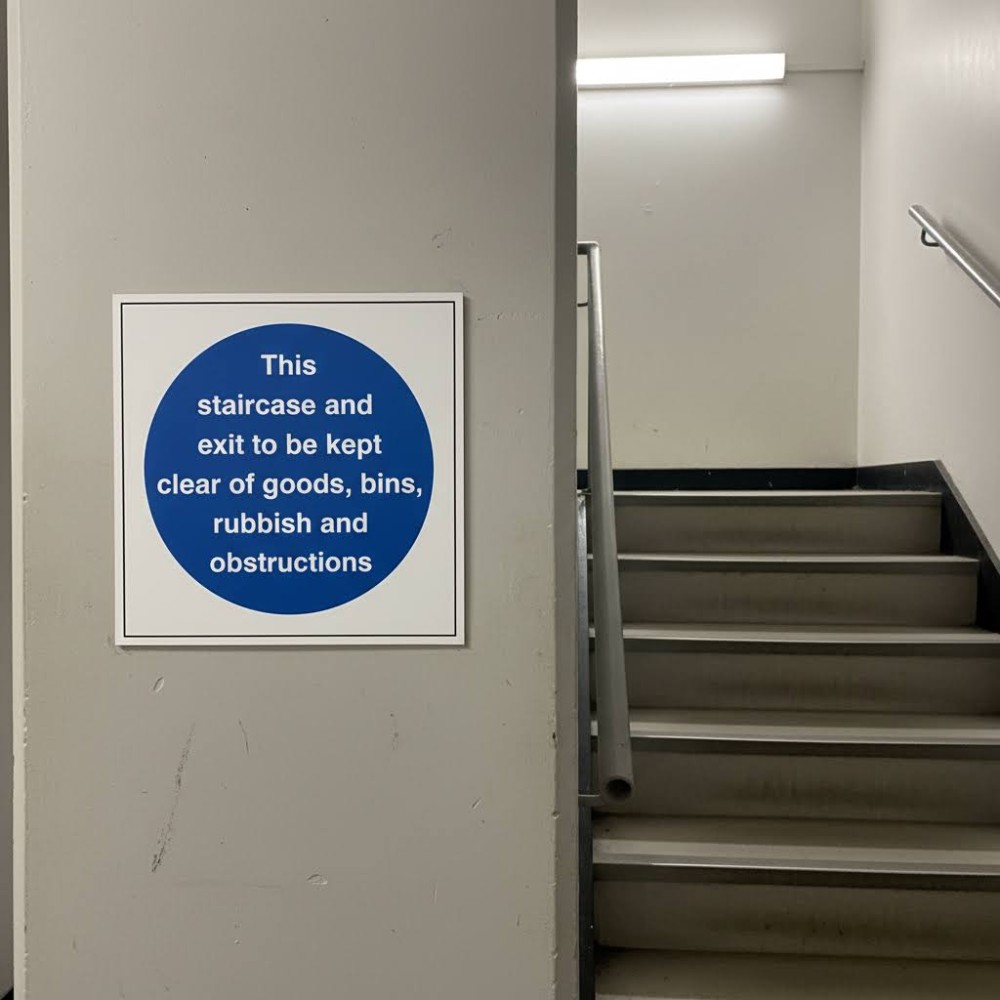 This
staircase and
exit to be kept
clear of goods, bins,
rubbish and
obstructions